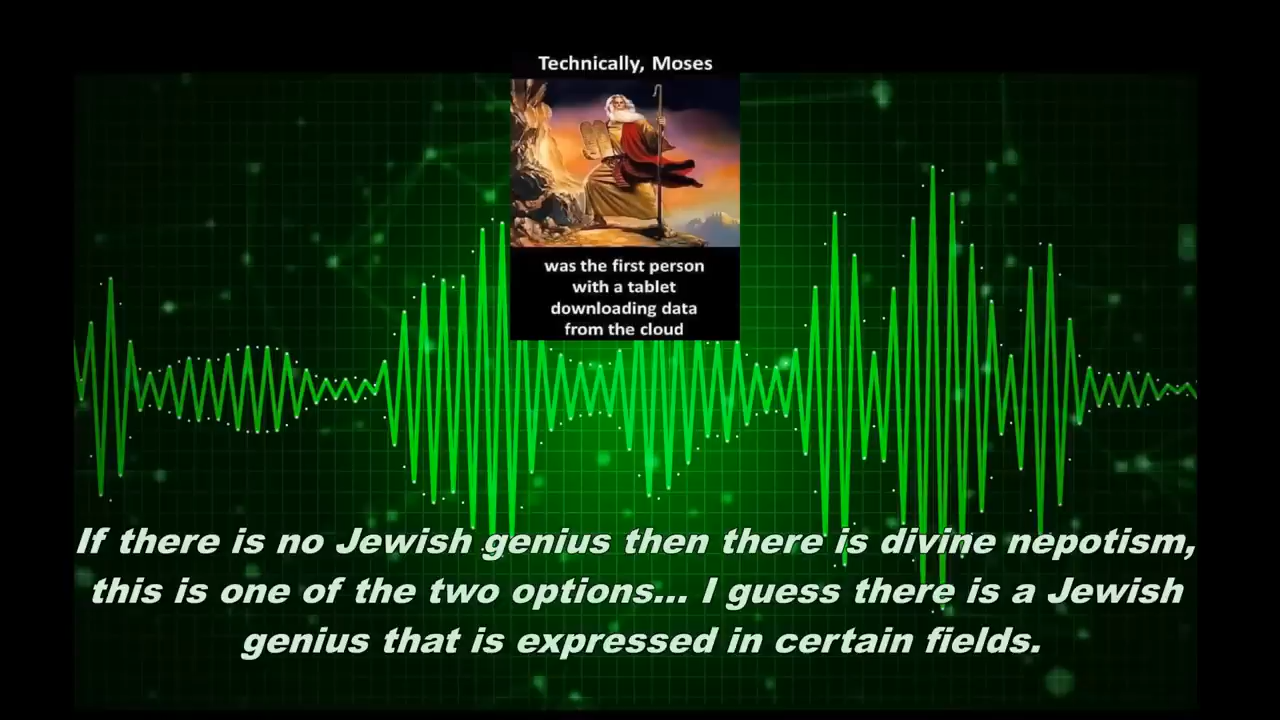 Technically, Moses
was the first person
with a tablet
downloading data
from the cloud
If there is no Jewish genius then there is divine nepotism,
this is one of the two options... I guess there is a Jewish
genius that is expressed in certain fields.